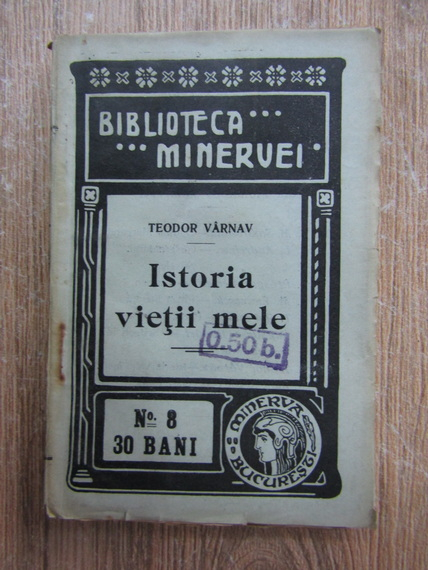 BIBLIOTECA ...
... MINERVEI .
TEODOR VÂRNAV
Istoria
vieţii mele
0.50 b.
No. 8
30 BANI
MINERVA
BUCUREŞTI